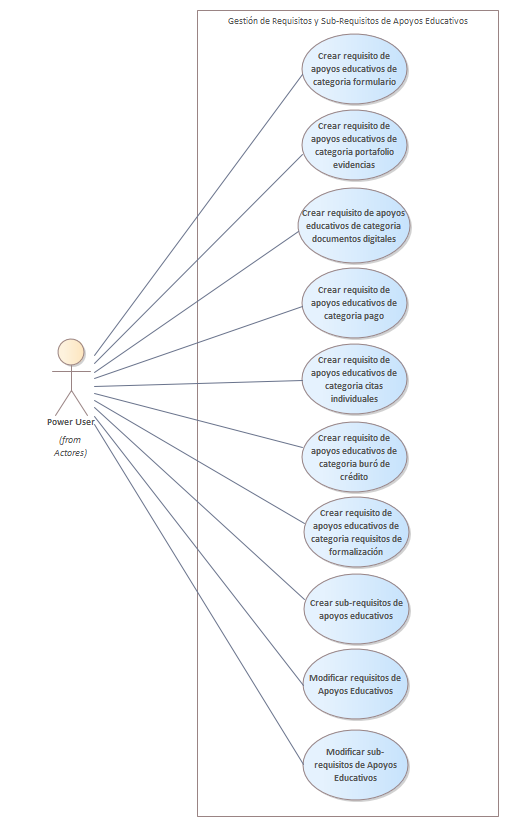 Gestión de Requisitos y Sub-Requisitos de Apoyos Educativos
Crear requisito de
apoyos educativos de
categoria formulario
Crear requisito de
apoyos educativos de
categoria portafolio
evidencias
Crear requisito de apoyos
educativos de categoria
documentos digitales
Crear requisito de
apoyos educativos de
categoria pago
Crear requisito de
apoyos educativos de
categoria citas
individuales
Crear requisito de
apoyos educativos de
categoria buró de
crédito
Crear requisito de
apoyos educativos de
categoria requisitos de
formalización
Crear sub-requisitos de
apoyos educativos
Modificar requisitos de
Apoyos Educativos
Modificar sub-
requisitos de Apoyos
Educativos
Power User
(from
Actores)